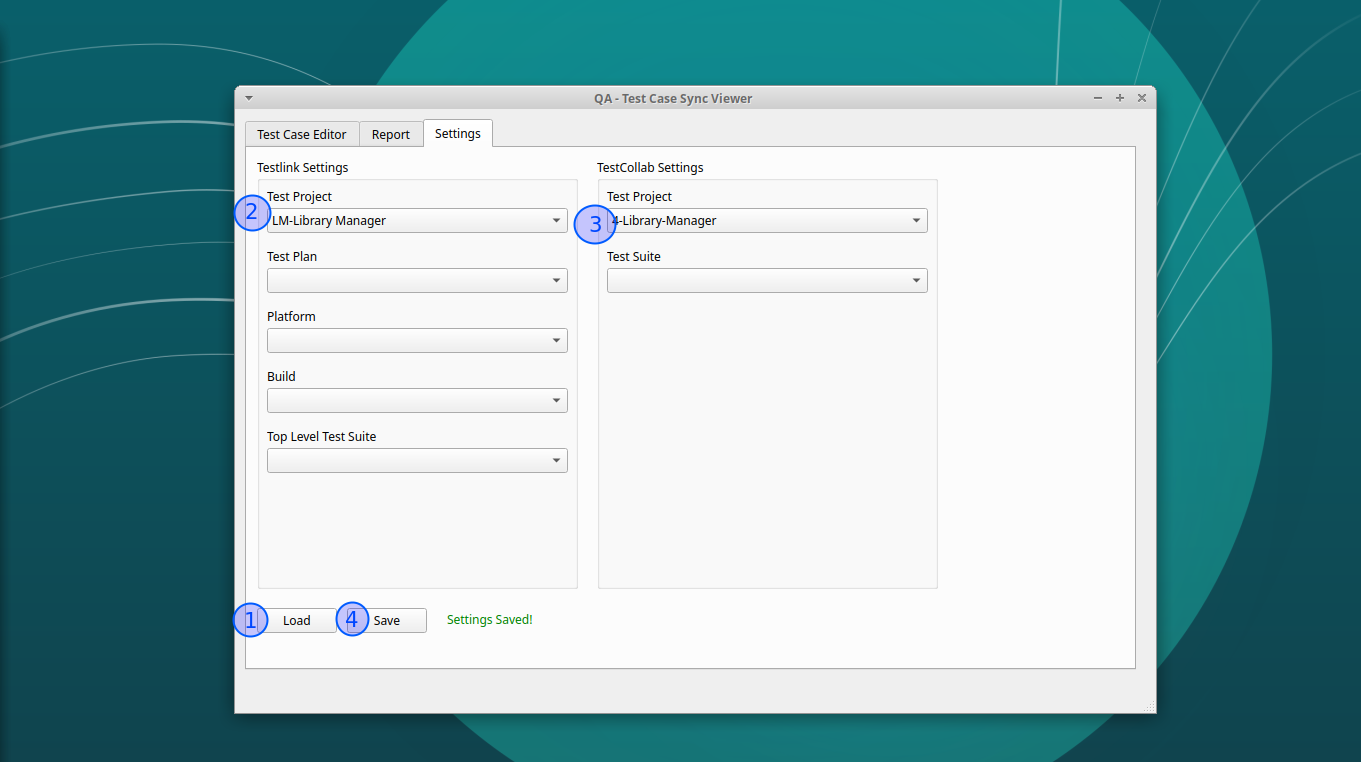 QA - Test Case Sync Viewer
Test Case Editor Report Settings
Testlink Settings
Test Project
2 LM-Library Manager
Test Plan
Platform
Build
Top Level Test Suite
TestCollab Settings
Test Project
3 4-Library-Manager
Test Suite
1 Load 4 Save Settings Saved!